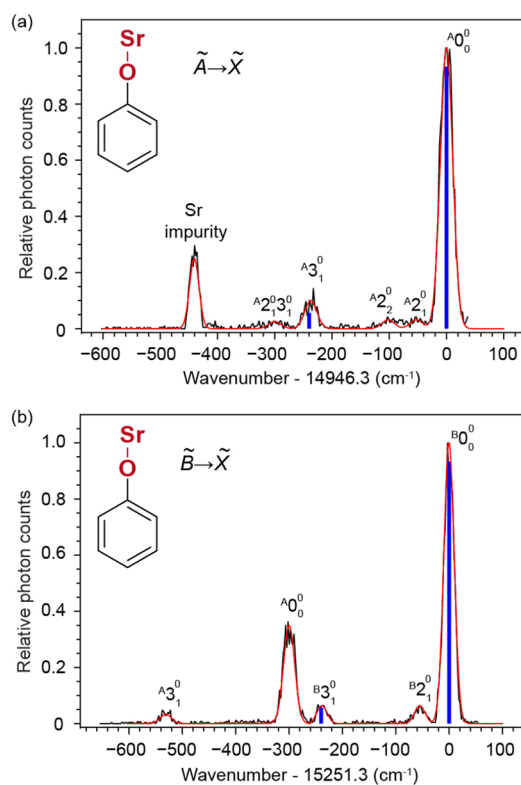 (a)
Sr
O
Ã→X̃
ᴬ0⁰₀
Sr
impurity
ᴬ2⁰₁3⁰₁
ᴬ3⁰₁
ᴬ2⁰₂
ᴬ2⁰₁
Relative photon counts
1.0
0.8
0.6
0.4
0.2
0
−600
−500
−400
−300
−200
−100
0
Wavenumber - 14946.3 (cm⁻¹)
(b)
Sr
O
B̃→X̃
ᴮ0⁰₀
ᴬ0⁰₀
ᴬ3⁰₁
ᴮ3⁰₁
ᴮ2⁰₁
Relative photon counts
1.0
0.8
0.6
0.4
0.2
0
−600
−500
−400
−300
−200
−100
0
100
Wavenumber - 15251.3 (cm⁻¹)